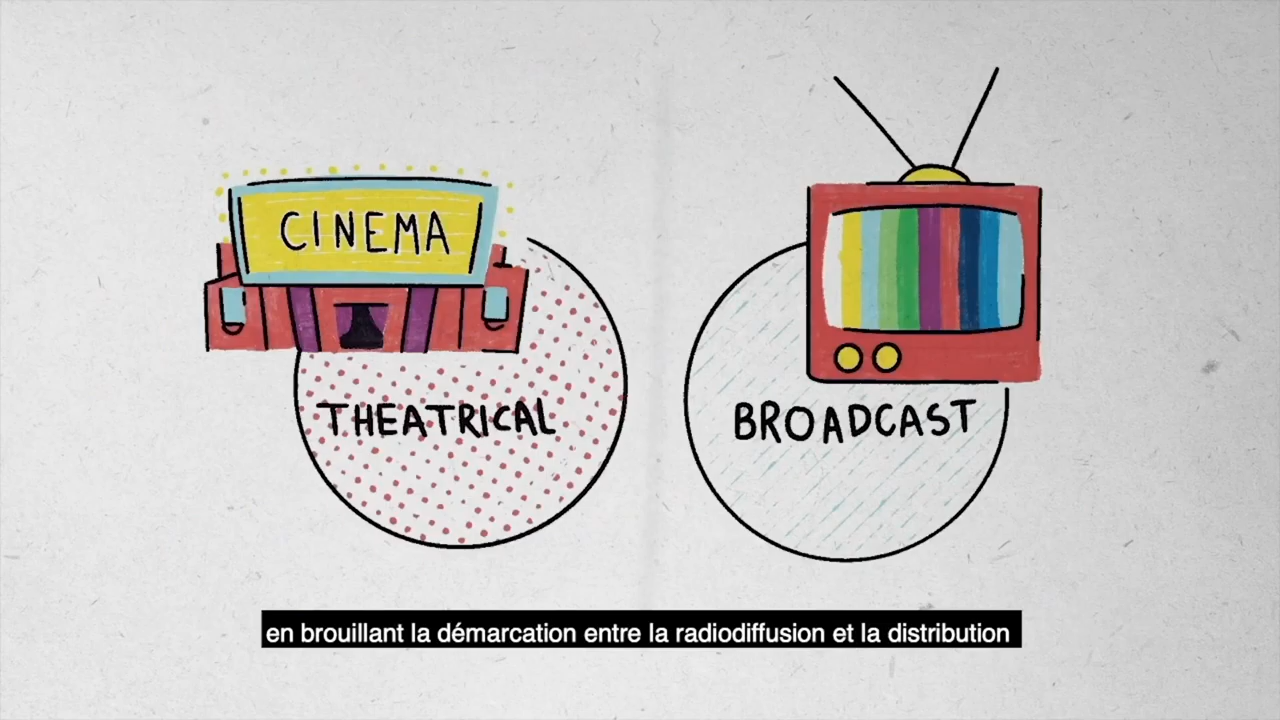 CINEMA
THEATRICAL
BROADCAST
en brouillant la démarcation entre la radiodiffusion et la distribution